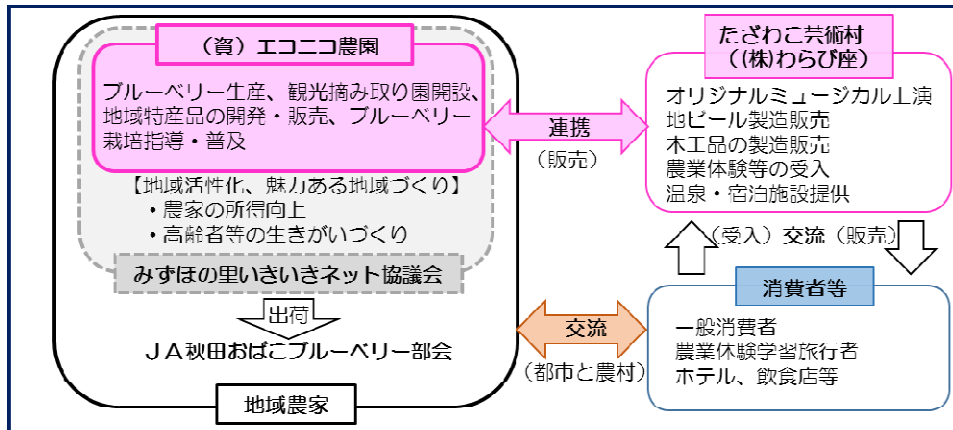 （資）エコニコ農園
ブルーベリー生産、観光摘み取り園開設、
地域特産品の開発・販売、ブルーベリー
栽培指導・普及
【地域活性化、魅力ある地域づくり】
・農家の所得向上
・高齢者等の生きがいづくり
みずほの里いきいきネット協議会
出荷
ＪＡ秋田おばこブルーベリー部会
地域農家
連携
（販売）
たざわこ芸術村
（(株)わらび座）
オリジナルミュージカル上演
地ビール製造販売
木工品の製造販売
農業体験等の受入
温泉・宿泊施設提供
（受入）交流（販売）
交流
（都市と農村）
消費者等
一般消費者
農業体験学習旅行者
ホテル、飲食店等